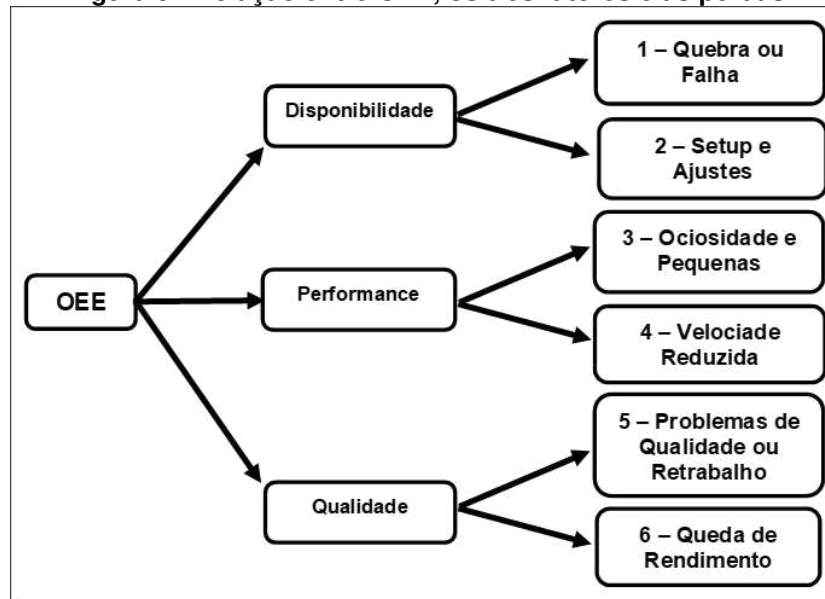 1 – Quebra ou
Falha
Disponibilidade
2 – Setup e
Ajustes
3 – Ociosidade e
Pequenas
OEE
Performance
4 – Velociade
Reduzida
5 – Problemas de
Qualidade ou
Retrabalho
Qualidade
6 – Queda de
Rendimento